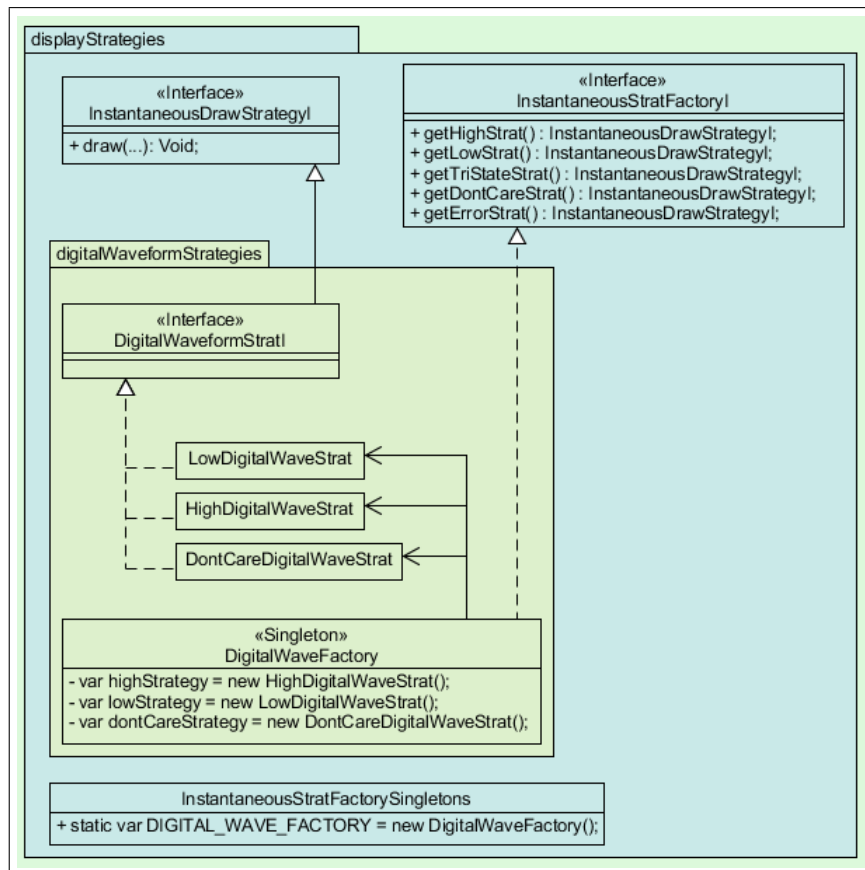 displayStrategies
«Interface»
InstantaneousDrawStrategyI
+ draw(...): Void;
«Interface»
InstantaneousStratFactoryI
+ getHighStrat() : InstantaneousDrawStrategyI;
+ getLowStrat() : InstantaneousDrawStrategyI;
+ getTriStateStrat() : InstantaneousDrawStrategyI;
+ getDontCareStrat() : InstantaneousDrawStrategyI;
+ getErrorStrat() : InstantaneousDrawStrategyI;
digitalWaveformStrategies
«Interface»
DigitalWaveformStratI
LowDigitalWaveStrat
HighDigitalWaveStrat
DontCareDigitalWaveStrat
«Singleton»
DigitalWaveFactory
- var highStrategy = new HighDigitalWaveStrat();
- var lowStrategy = new LowDigitalWaveStrat();
- var dontCareStrategy = new DontCareDigitalWaveStrat();
InstantaneousStratFactorySingletons
+ static var DIGITAL_WAVE_FACTORY = new DigitalWaveFactory();